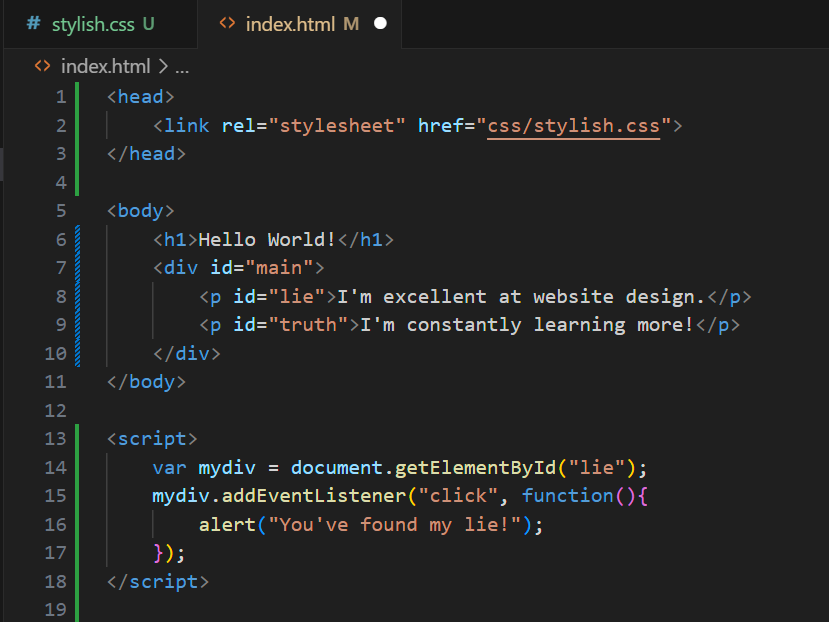 # stylish.css U <> index.html M
<> index.html > ...
1 <head>
2     <link rel="stylesheet" href="css/stylish.css">
3 </head>
4
5 <body>
6     <h1>Hello World!</h1>
7     <div id="main">
8         <p id="lie">I'm excellent at website design.</p>
9         <p id="truth">I'm constantly learning more!</p>
10     </div>
11 </body>
12
13 <script>
14     var mydiv = document.getElementById("lie");
15     mydiv.addEventListener("click", function(){
16         alert("You've found my lie!");
17     });
18 </script>
19